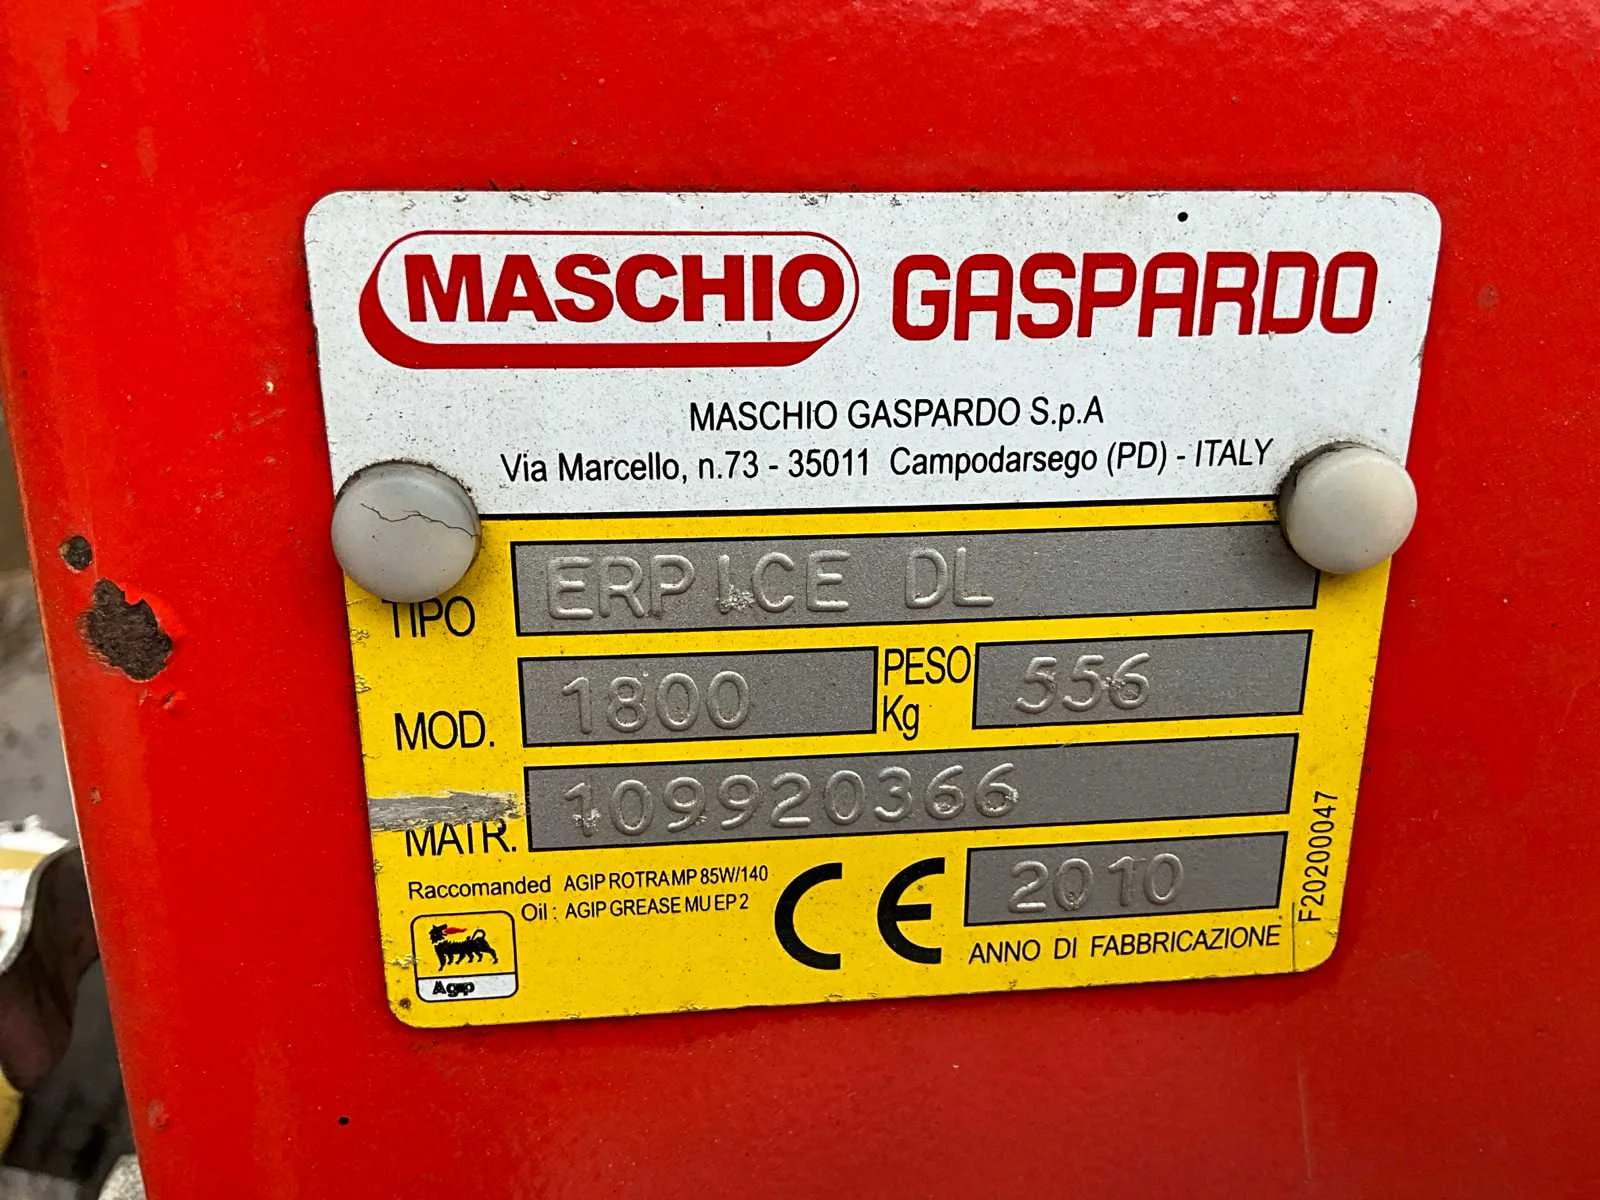 MASCHIO GASPARDO
MASCHIO GASPARDO S.p.A
Via Marcello, n.73 - 35011 Campodarsego (PD) - ITALY
TIPO ERPICE DL
MOD. 1800 PESO Kg 556
MATR. 109920366
Raccomanded Oil : AGIP ROTRA MP 85W/140
AGIP GREASE MU EP 2
Agip
CE
2010
ANNO DI FABBRICAZIONE
F20200047